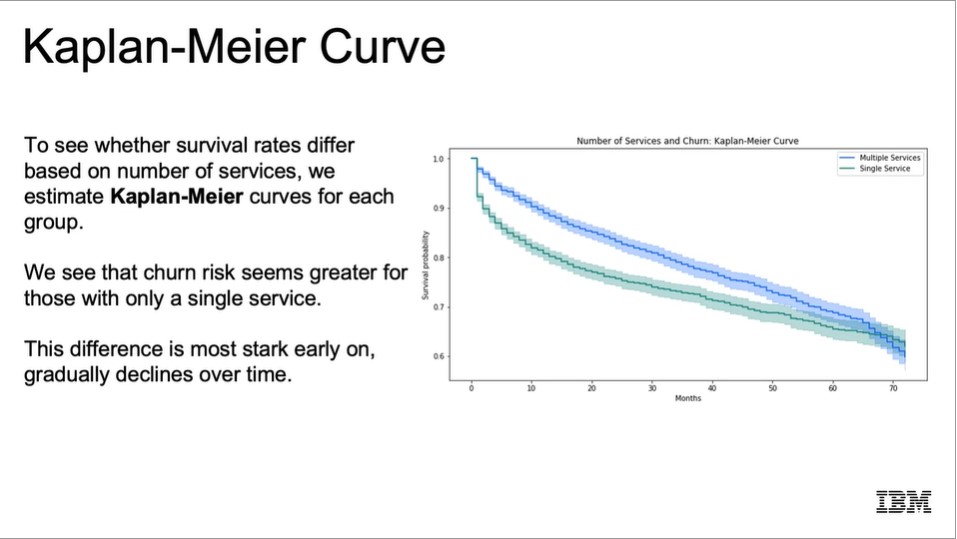 Kaplan-Meier Curve
To see whether survival rates differ
based on number of services, we
estimate Kaplan-Meier curves for each
group.
We see that churn risk seems greater for
those with only a single service.
This difference is most stark early on,
gradually declines over time.
Number of Services and Churn: Kaplan-Meier Curve
Multiple Services
Single Service
Survival probability
1.0
0.9
0.8
0.7
0.6
0 10 20 30 40 50 60 70
Months
IBM